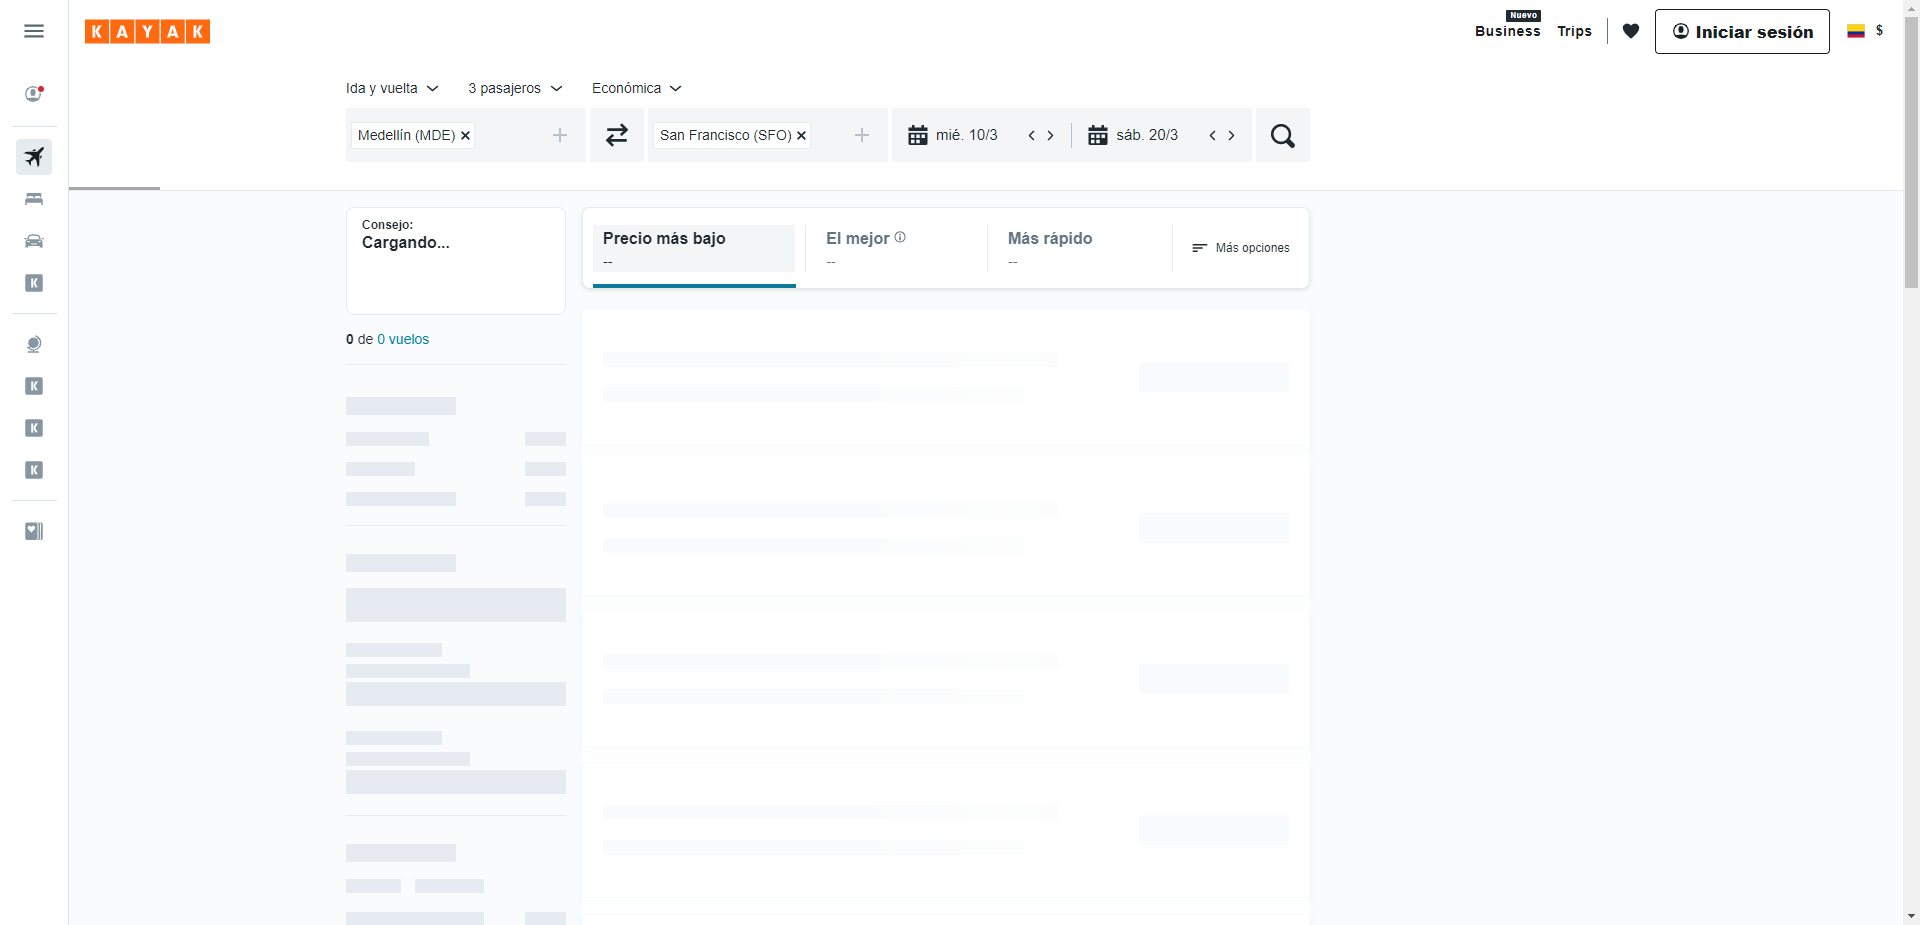 KAYAK
Nuevo
Business
Trips
Iniciar sesión
$
Ida y vuelta
3 pasajeros
Económica
Medellín (MDE)
San Francisco (SFO)
mié. 10/3
sáb. 20/3
Consejo:
Cargando...
Precio más bajo
--
El mejor
--
Más rápido
--
Más opciones
0 de 0 vuelos
K
K
K
K